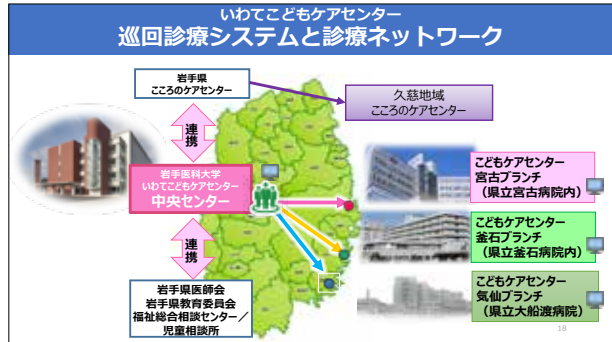 いわてこどもケアセンター
巡回診療システムと診療ネットワーク
岩手県
こころのケアセンター
久慈地域
こころのケアセンター
連携
岩手医科大学
いわてこどもケアセンター
中央センター
連携
岩手県医師会
岩手県教育委員会
福祉総合相談センター／
児童相談所
こどもケアセンター
宮古ブランチ
（県立宮古病院内）
こどもケアセンター
釜石ブランチ
（県立釜石病院内）
こどもケアセンター
気仙ブランチ
（県立大船渡病院）
18